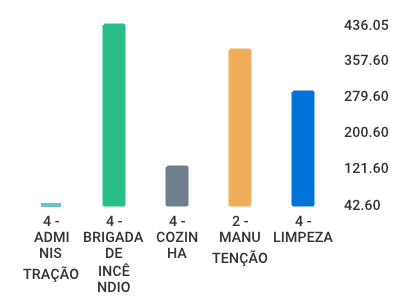 436.05
357.60
279.60
200.60
121.60
42.60
4 -
ADMI
NIS
TRAÇÃO
4 -
BRIGADA
DE
INCÊ
NDIO
4 -
COZIN
HA
2 -
MANU
TENÇÃO
4 -
LIMPEZA